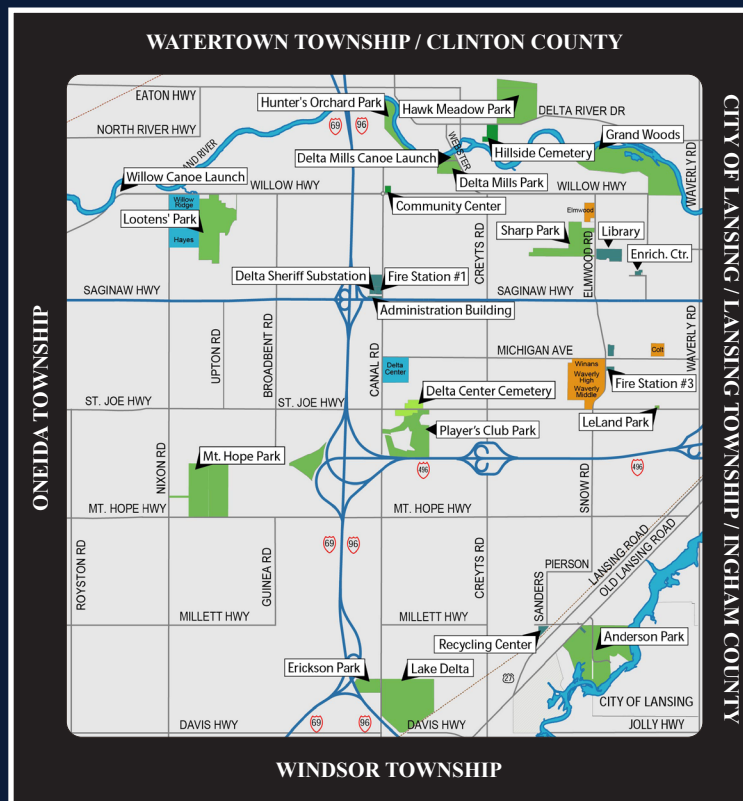 WATERTOWN TOWNSHIP / CLINTON COUNTY
EATON HWY
Hunter's Orchard Park
Hawk Meadow Park
DELTA RIVER DR
NORTH RIVER HWY
69
96
WEBSTER
Grand Woods
Delta Mills Canoe Launch
Hillside Cemetery
WAVERLY RD
Willow Canoe Launch
Delta Mills Park
WILLOW HWY
WILLOW HWY
Willow
Ridge
Community Center
Elmwood
Lootens' Park
Sharp Park
Library
Hayes
CREYTS RD
ELMWOOD RD
Enrich. Ctr.
Delta Sheriff Substation
Fire Station #1
SAGINAW HWY
SAGINAW HWY
Administration Building
UPTON RD
BROADBENT RD
CANAL RD
WAVERLY RD
MICHIGAN AVE
Colt
Delta
Center
Winans
Waverly
High
Waverly
Middle
Fire Station #3
Delta Center Cemetery
ST. JOE HWY
ST. JOE HWY
LeLand Park
Player's Club Park
Mt. Hope Park
NIXON RD
496
496
SNOW RD
MT. HOPE HWY
MT. HOPE HWY
69
96
ROYSTON RD
GUINEA RD
CREYTS RD
LANSING ROAD
OLD LANSING ROAD
PIERSON
SANDERS
MILLETT HWY
MILLETT HWY
Recycling Center
Anderson Park
Erickson Park
Lake Delta
27
CITY OF LANSING
69
96
DAVIS HWY
DAVIS HWY
JOLLY HWY
ONEIDA TOWNSHIP
CITY OF LANSING / LANSING TOWNSHIP / INGHAM COUNTY
WINDSOR TOWNSHIP